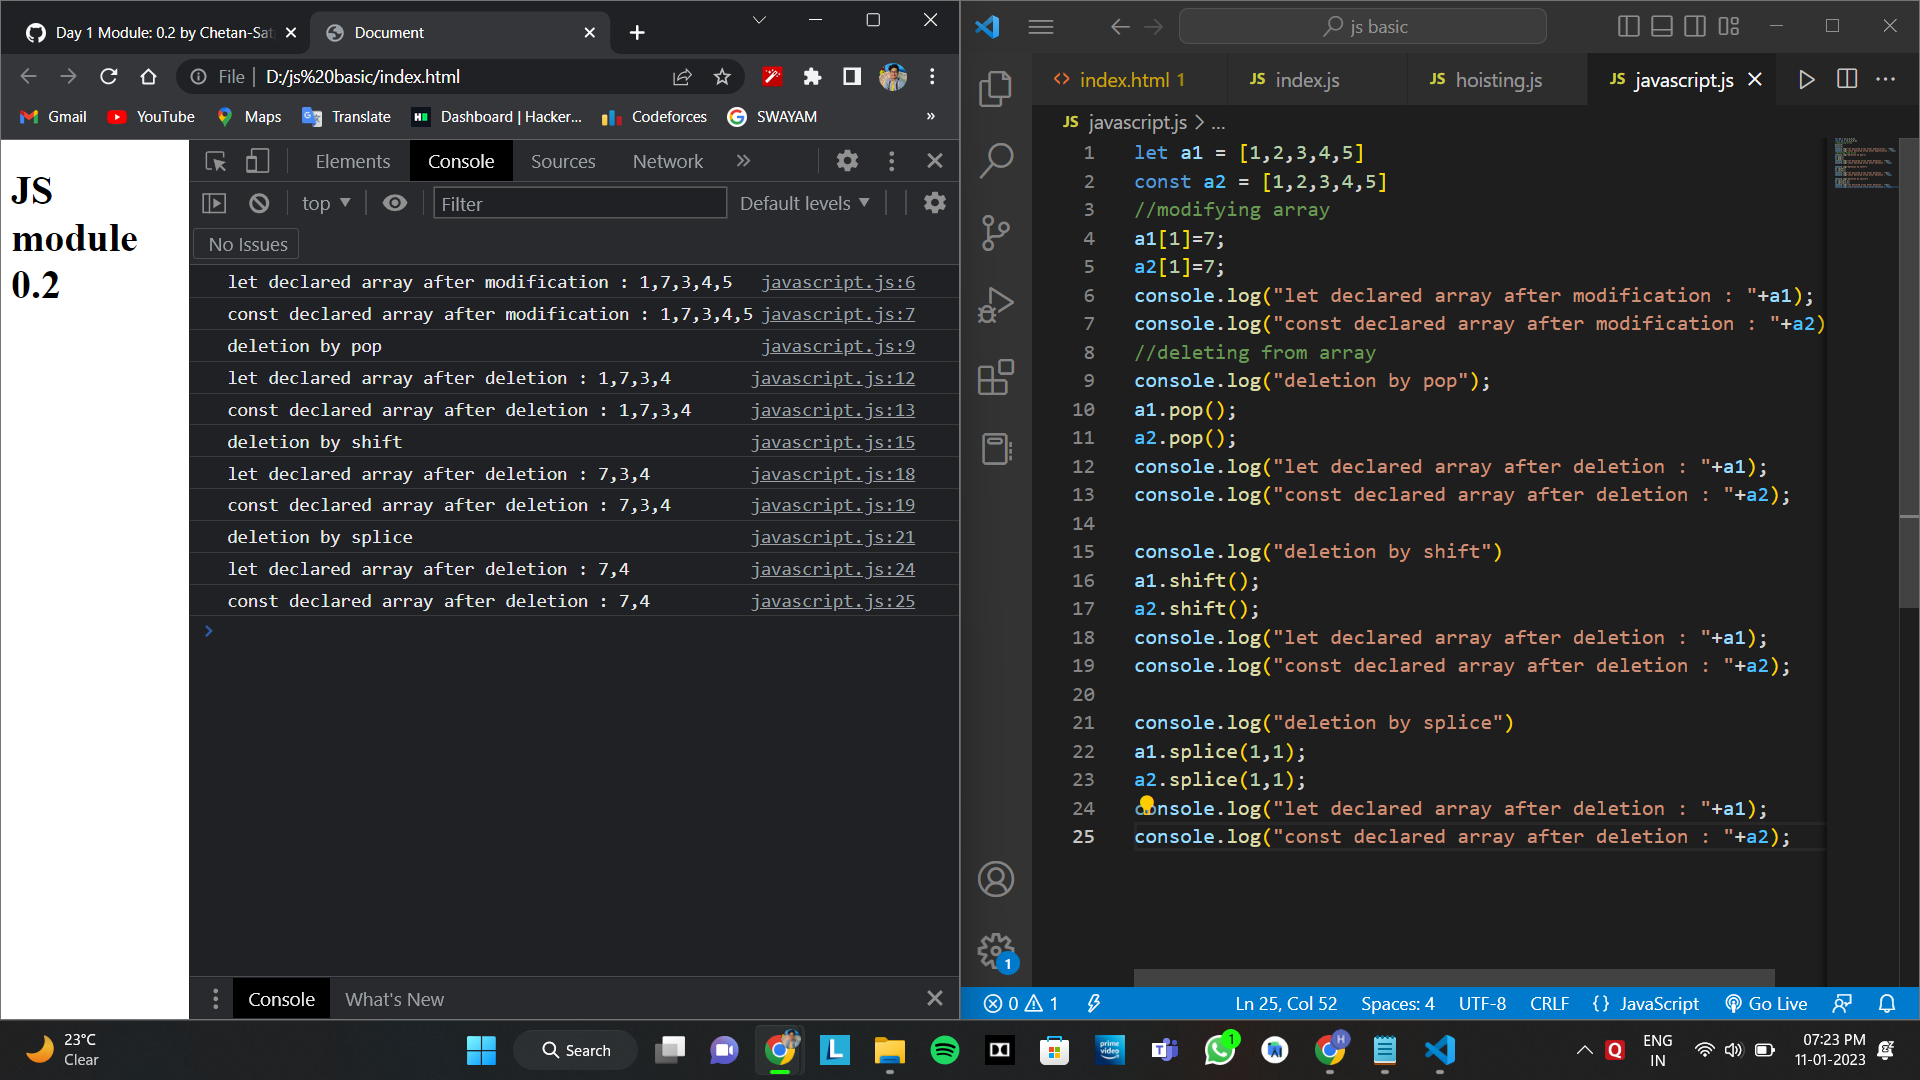 Day 1 Module: 0.2 by Chetan-Sat
Document
File
D:/js%20basic/index.html
Gmail
YouTube
Maps
Translate
Dashboard | Hacker...
Codeforces
SWAYAM
»
JS
module
0.2
Elements
Console
Sources
Network
»
top
Filter
Default levels
No Issues
let declared array after modification : 1,7,3,4,5 javascript.js:6
const declared array after modification : 1,7,3,4,5 javascript.js:7
deletion by pop javascript.js:9
let declared array after deletion : 1,7,3,4 javascript.js:12
const declared array after deletion : 1,7,3,4 javascript.js:13
deletion by shift javascript.js:15
let declared array after deletion : 7,3,4 javascript.js:18
const declared array after deletion : 7,3,4 javascript.js:19
deletion by splice javascript.js:21
let declared array after deletion : 7,4 javascript.js:24
const declared array after deletion : 7,4 javascript.js:25
Console
What's New
js basic
index.html 1
JS index.js
JS hoisting.js
JS javascript.js
JS javascript.js > ...
1 let a1 = [1,2,3,4,5]
2 const a2 = [1,2,3,4,5]
3 //modifying array
4 a1[1]=7;
5 a2[1]=7;
6 console.log("let declared array after modification : "+a1);
7 console.log("const declared array after modification : "+a2)
8 //deleting from array
9 console.log("deletion by pop");
10 a1.pop();
11 a2.pop();
12 console.log("let declared array after deletion : "+a1);
13 console.log("const declared array after deletion : "+a2);
14
15 console.log("deletion by shift")
16 a1.shift();
17 a2.shift();
18 console.log("let declared array after deletion : "+a1);
19 console.log("const declared array after deletion : "+a2);
20
21 console.log("deletion by splice")
22 a1.splice(1,1);
23 a2.splice(1,1);
24 console.log("let declared array after deletion : "+a1);
25 console.log("const declared array after deletion : "+a2);
1
0 1
Ln 25, Col 52
Spaces: 4
UTF-8
CRLF
{ } JavaScript
Go Live
23°C
Clear
Search
L
prime video
1
H
Q
ENG
IN
07:23 PM
11-01-2023